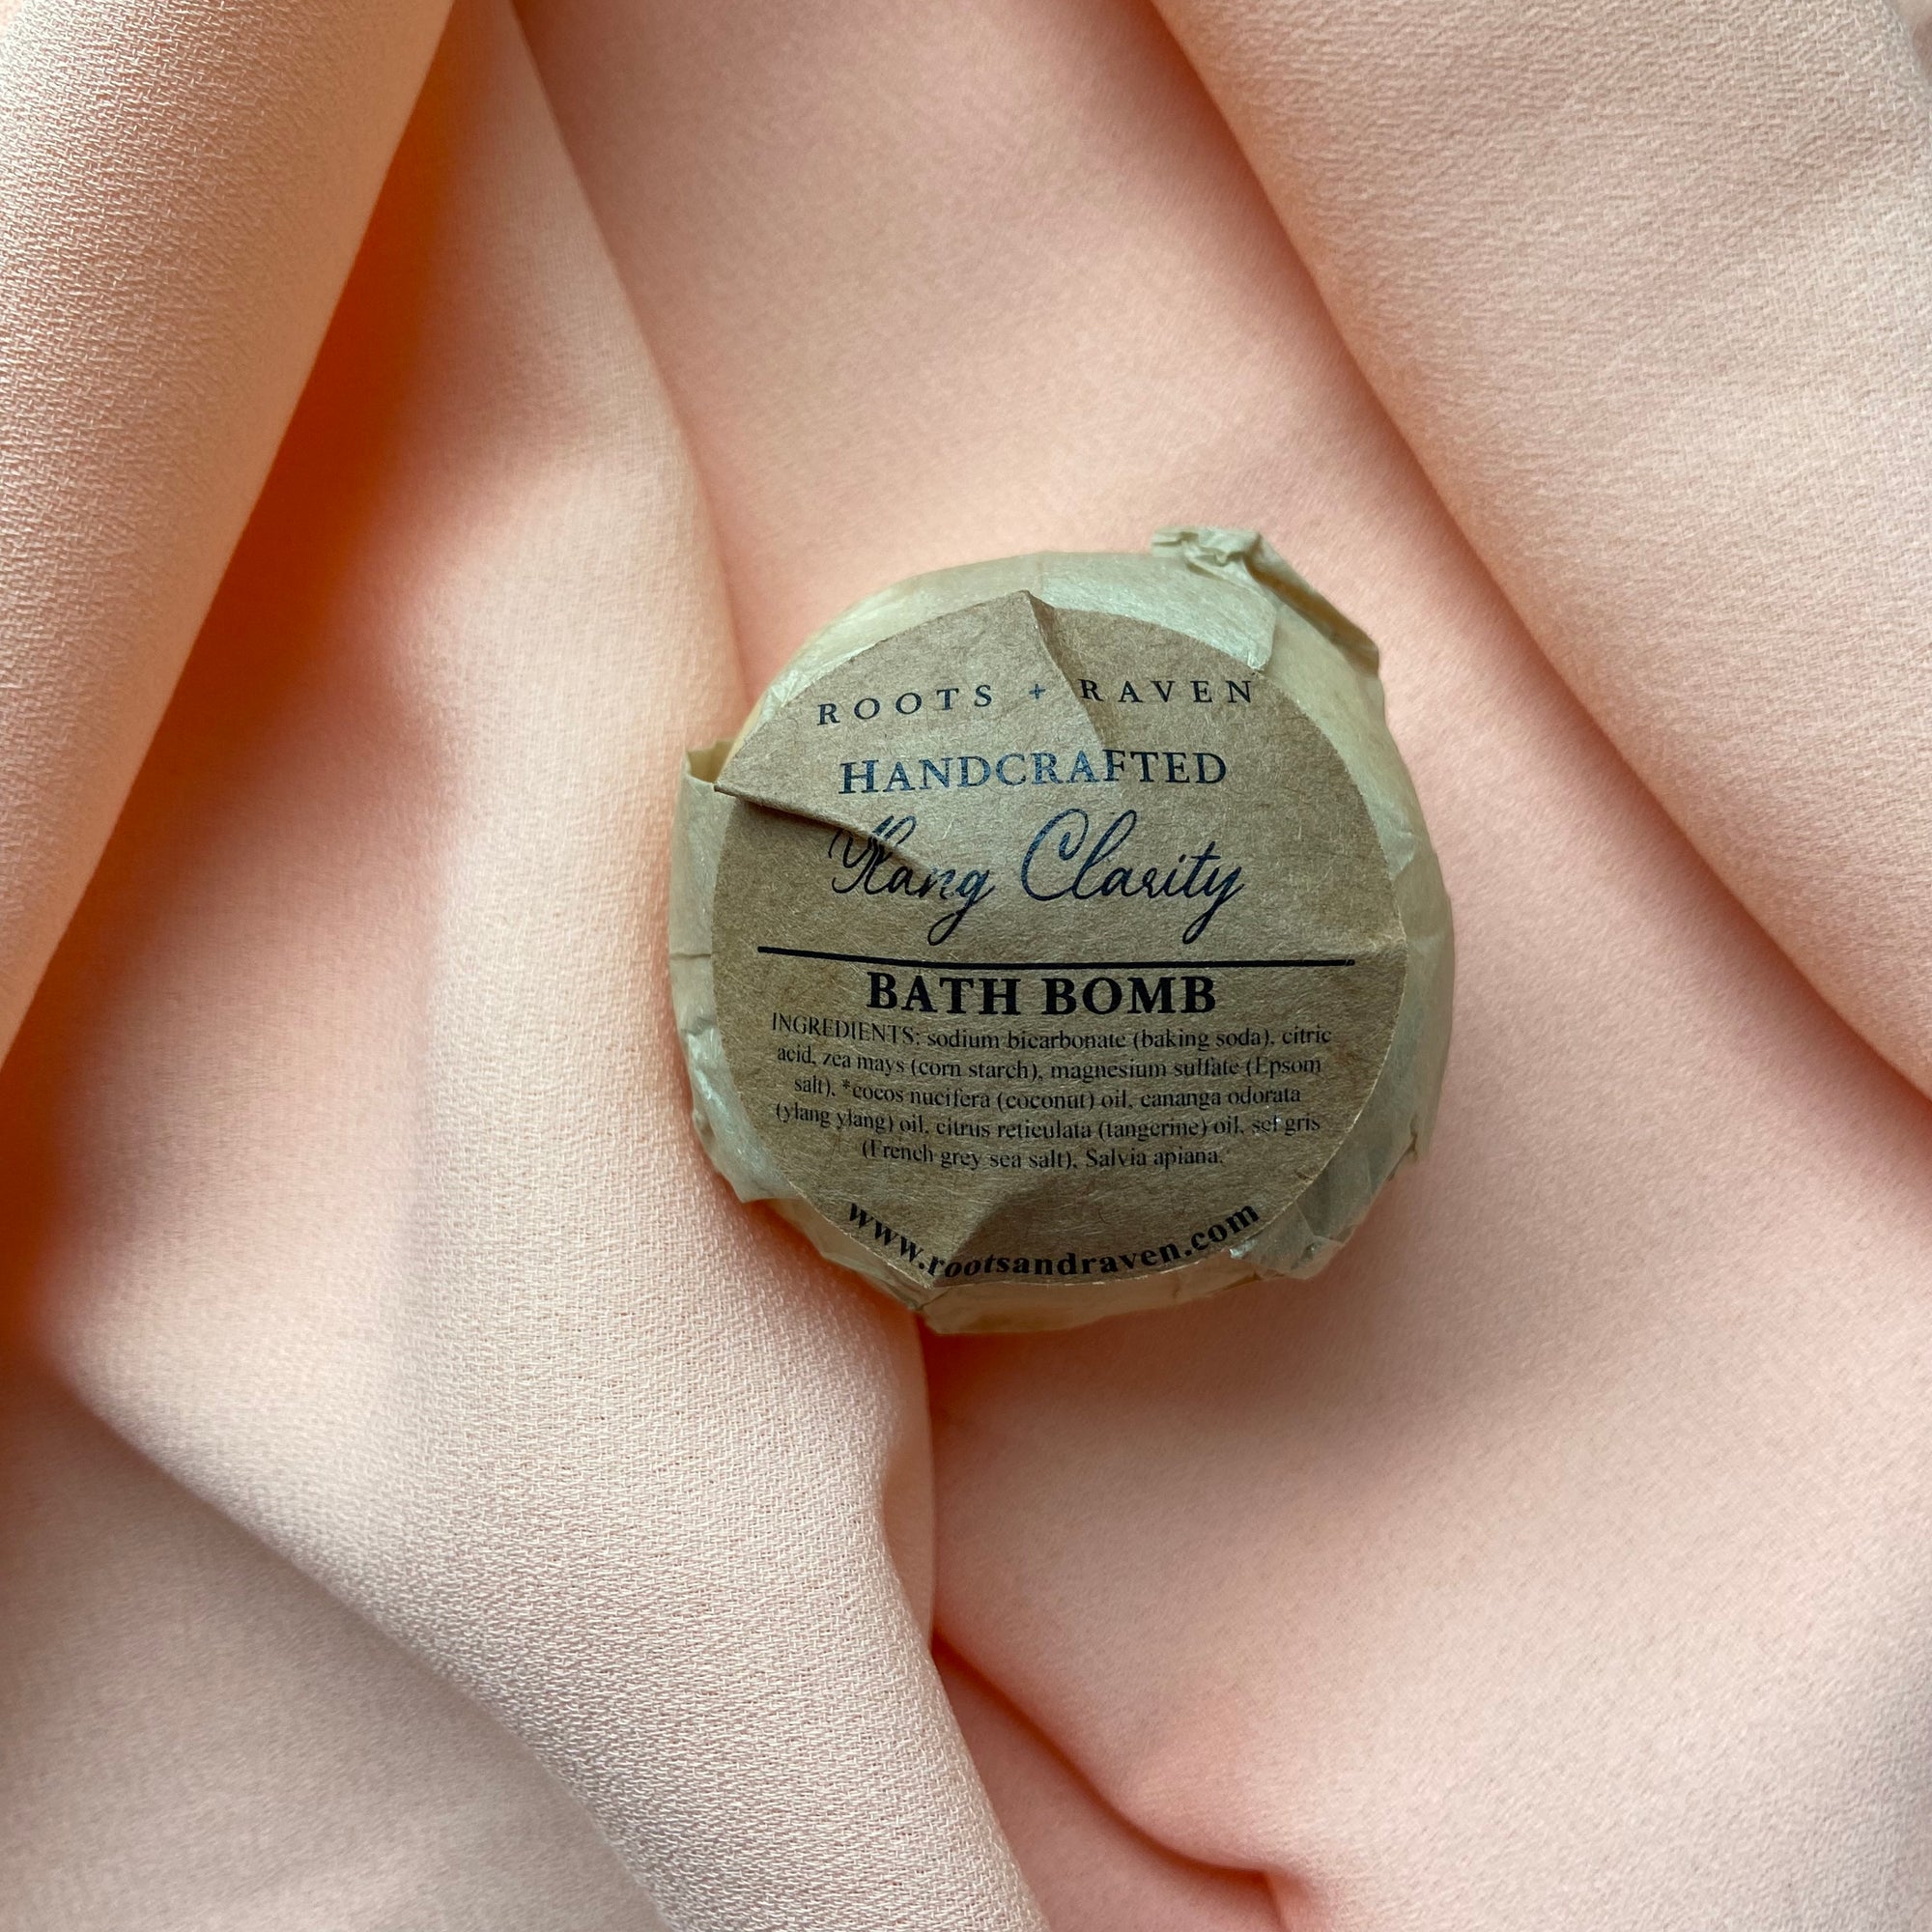 ROOTS + RAVEN
HANDCRAFTED
Ylang Clarity
BATH BOMB
INGREDIENTS: sodium bicarbonate (baking soda), citric
acid, zea mays (corn starch), magnesium sulfate (Epsom
salt), *cocos nucifera (coconut) oil, cananga odorata
(ylang ylang) oil, citrus reticulata (tangerine) oil, sel gris
(French grey sea salt), Salvia apiana.
www.rootsandraven.com